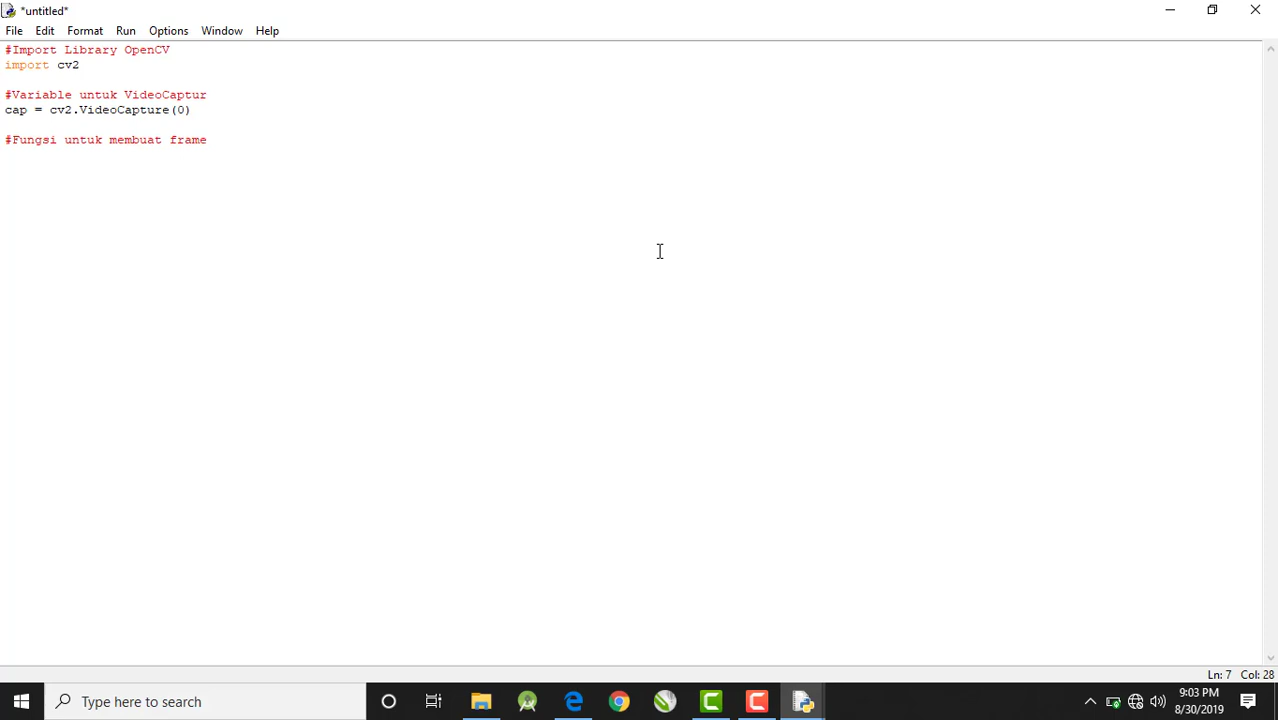 *untitled*
File Edit Format Run Options Window Help
#Import Library OpenCV
import cv2
#Variable untuk VideoCaptur
cap = cv2.VideoCapture(0)
#Fungsi untuk membuat frame
Ln: 7 Col: 28
Type here to search
9:03 PM
8/30/2019